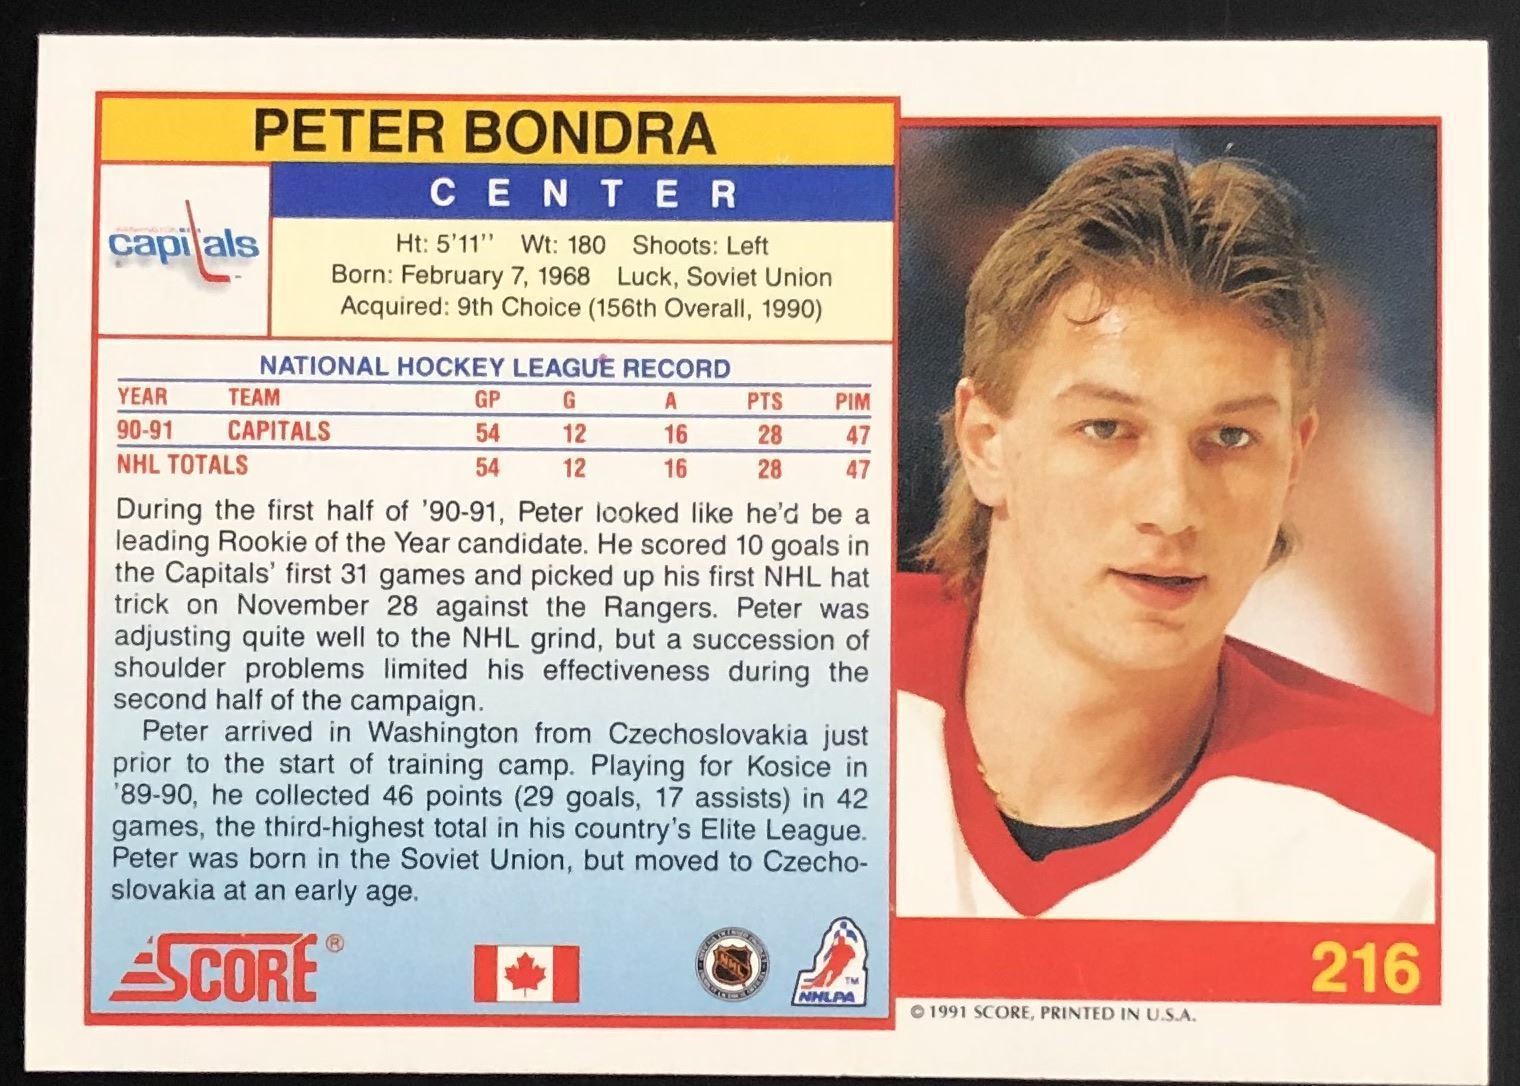 PETER BONDRA
CENTER
capitals
Ht: 5'11'' Wt: 180 Shoots: Left
Born: February 7, 1968 Luck, Soviet Union
Acquired: 9th Choice (156th Overall, 1990)
NATIONAL HOCKEY LEAGUE RECORD
YEAR TEAM GP G A PTS PIM
90-91 CAPITALS 54 12 16 28 47
NHL TOTALS 54 12 16 28 47
During the first half of '90-91, Peter looked like he'd be a
leading Rookie of the Year candidate. He scored 10 goals in
the Capitals' first 31 games and picked up his first NHL hat
trick on November 28 against the Rangers. Peter was
adjusting quite well to the NHL grind, but a succession of
shoulder problems limited his effectiveness during the
second half of the campaign.
Peter arrived in Washington from Czechoslovakia just
prior to the start of training camp. Playing for Kosice in
'89-90, he collected 46 points (29 goals, 17 assists) in 42
games, the third-highest total in his country's Elite League.
Peter was born in the Soviet Union, but moved to Czecho-
slovakia at an early age.
SCORE®
NHL
NHLPA
TM
216
© 1991 SCORE, PRINTED IN U.S.A.